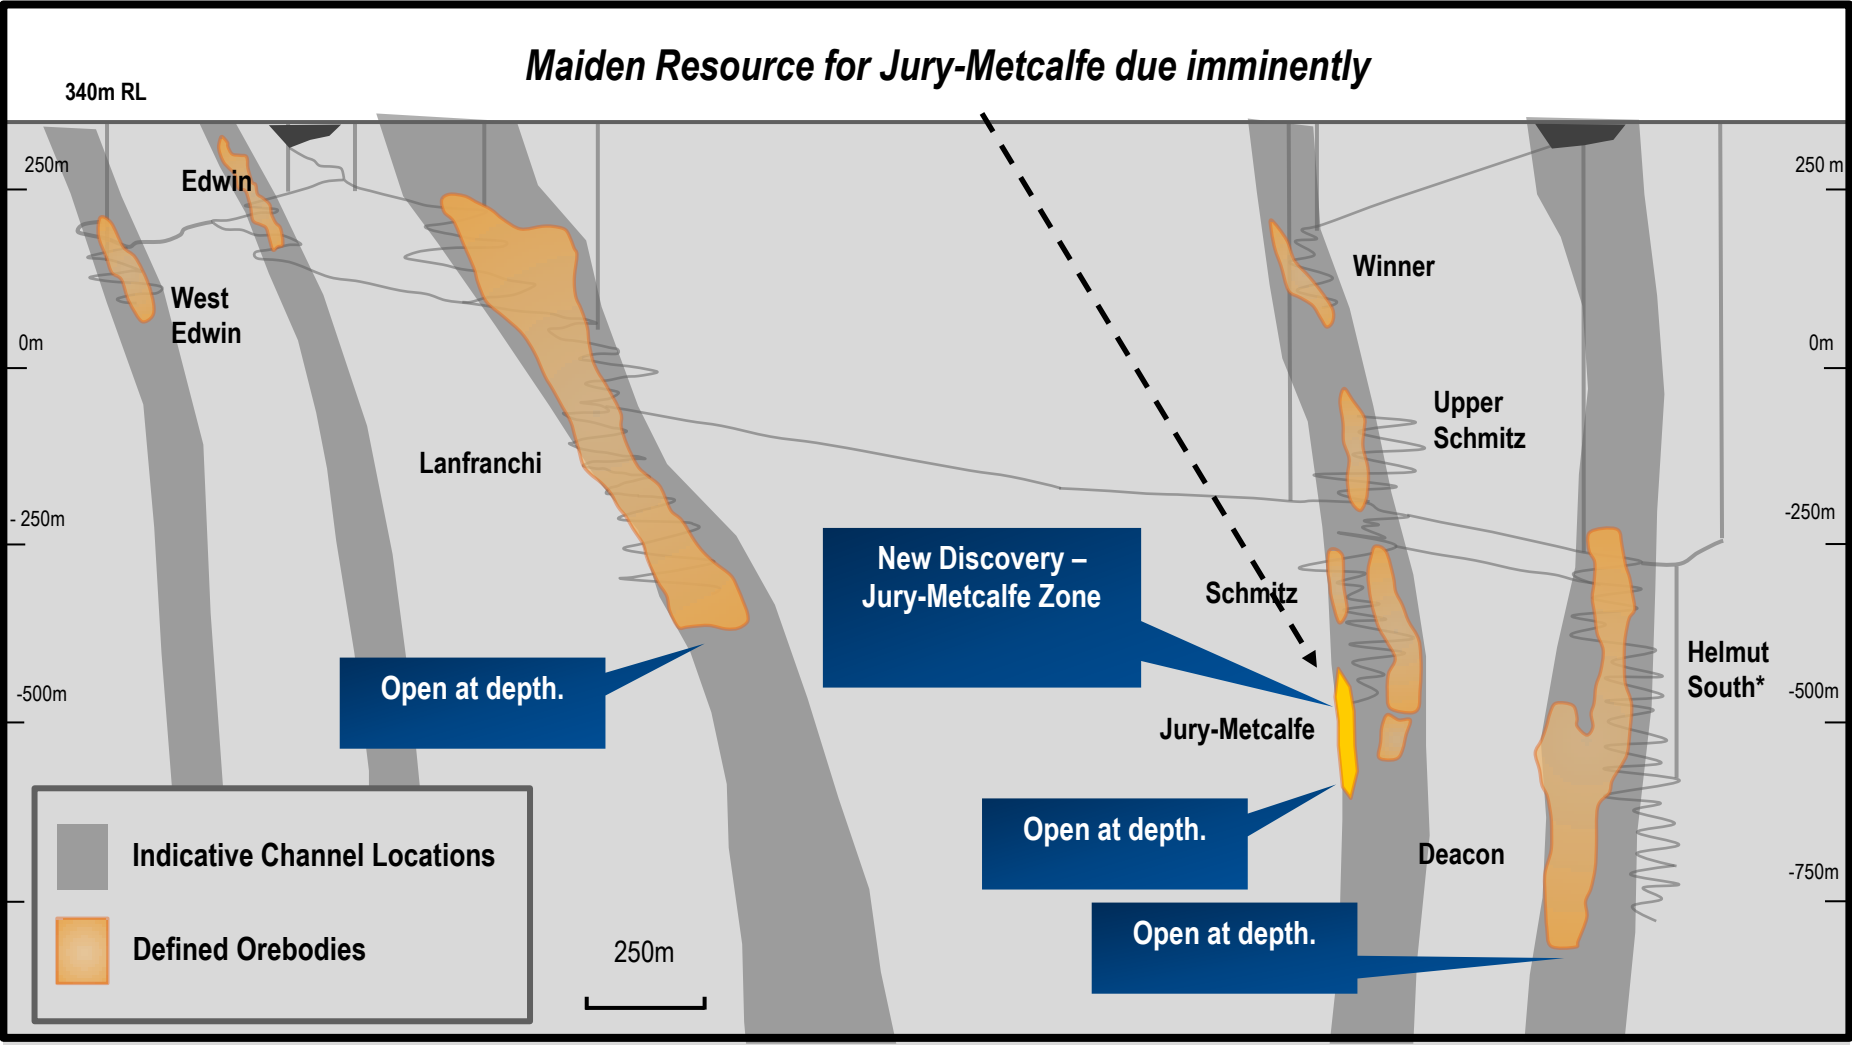 Maiden Resource for Jury-Metcalfe due imminently
340m RL
250m
250 m
Edwin
West
Edwin
Winner
0m
0m
Upper
Schmitz
Lanfranchi
- 250m
-250m
New Discovery –
Jury-Metcalfe Zone
Schmitz
Helmut
South*
Open at depth.
-500m
-500m
Jury-Metcalfe
Open at depth.
Deacon
-750m
Indicative Channel Locations
Defined Orebodies
250m
Open at depth.